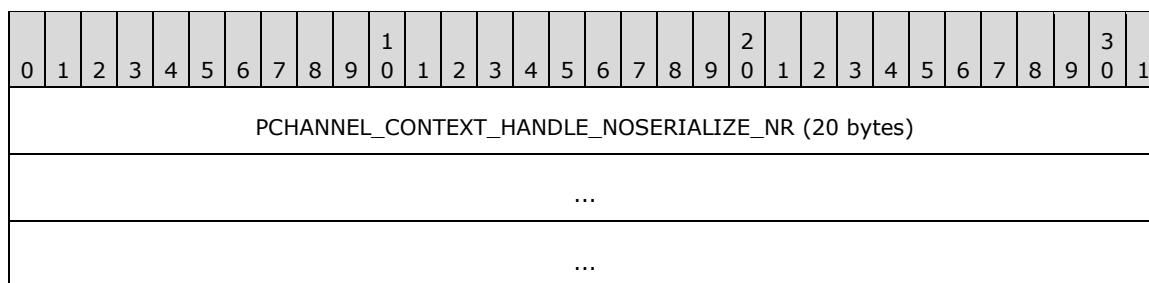 1 2 3
0 1 2 3 4 5 6 7 8 9 0 1 2 3 4 5 6 7 8 9 0 1 2 3 4 5 6 7 8 9 0 1
PCHANNEL_CONTEXT_HANDLE_NOSERIALIZE_NR (20 bytes)
...
...